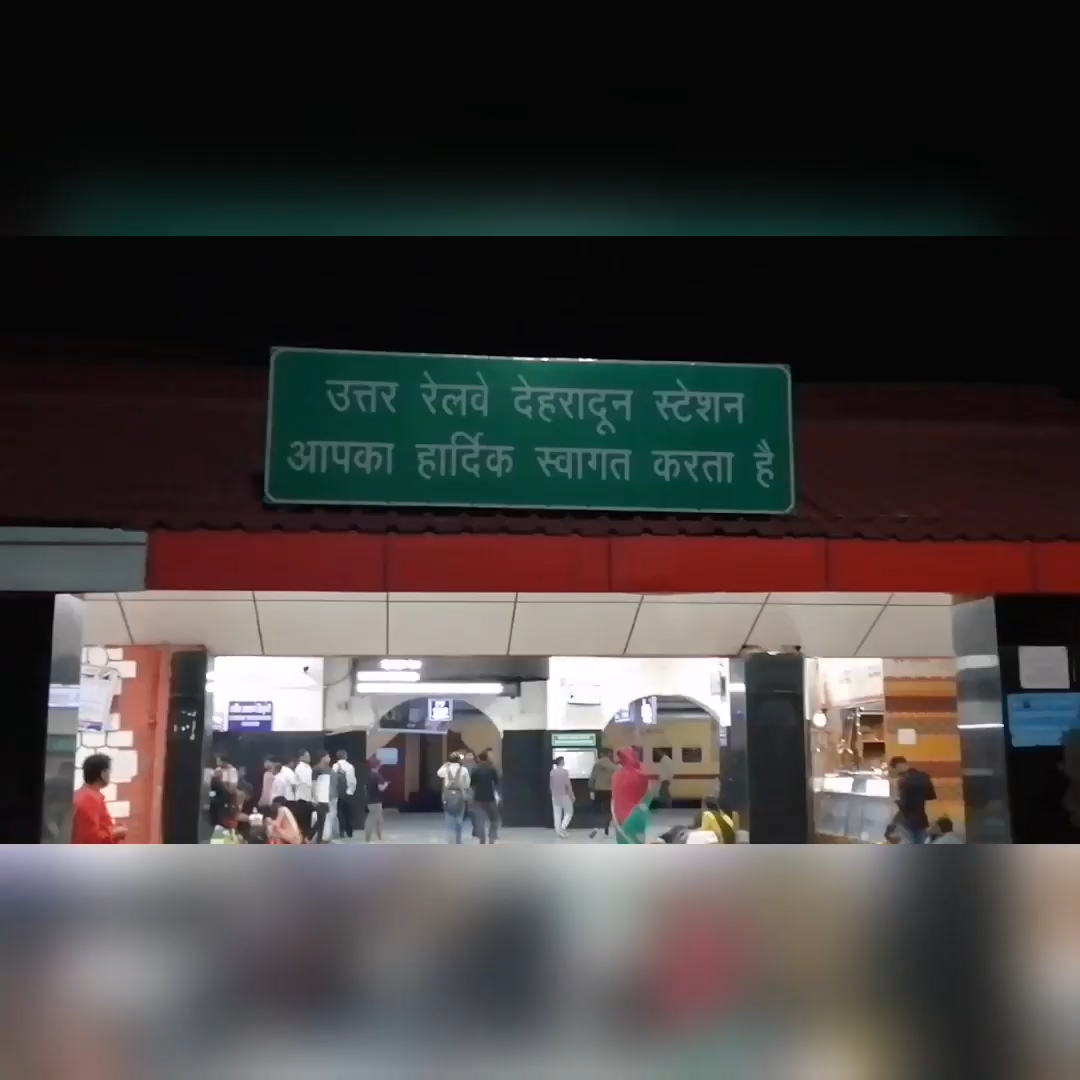 उत्तर रेलवे देहरादून स्टेशन
आपका हार्दिक स्वागत करता है